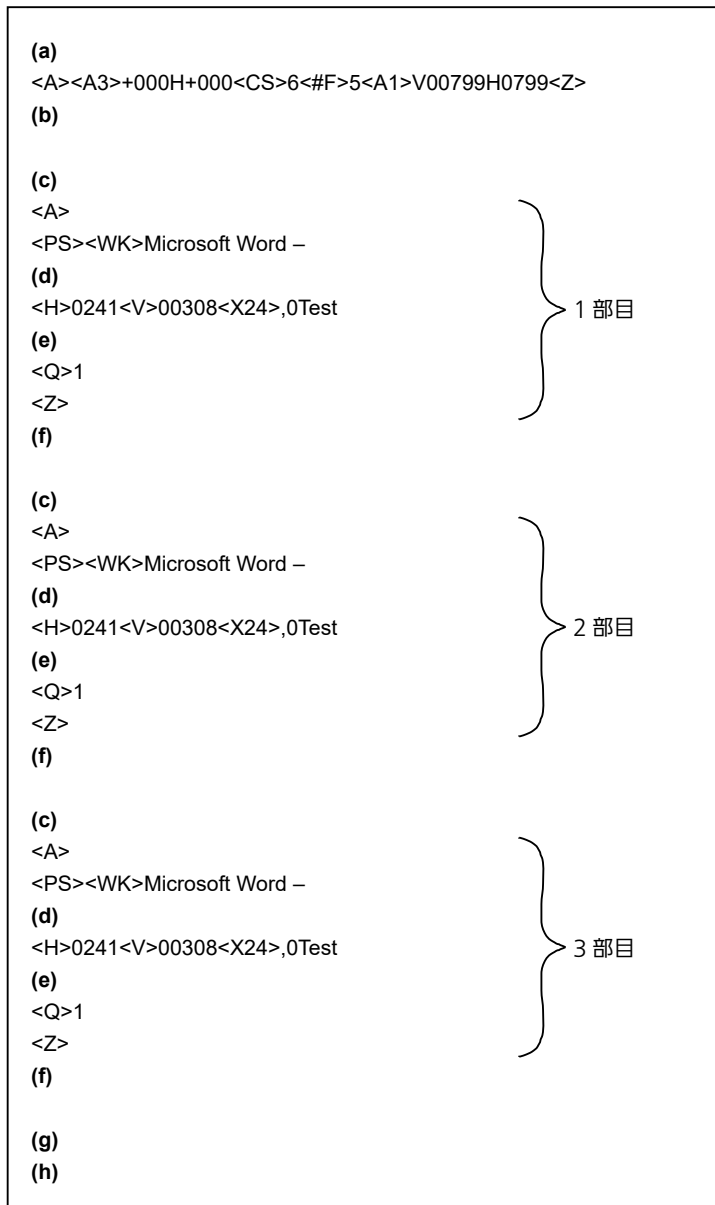 (a)
<A><A3>+000H+000<CS>6<#F>5<A1>V00799H0799<Z>
(b)
(c)
<A>
<PS><WK>Microsoft Word –
(d)
<H>0241<V>00308<X24>,0Test
(e)
<Q>1
<Z>
(f)
1 部目
(c)
<A>
<PS><WK>Microsoft Word –
(d)
<H>0241<V>00308<X24>,0Test
(e)
<Q>1
<Z>
(f)
2 部目
(c)
<A>
<PS><WK>Microsoft Word –
(d)
<H>0241<V>00308<X24>,0Test
(e)
<Q>1
<Z>
(f)
3 部目
(g)
(h)